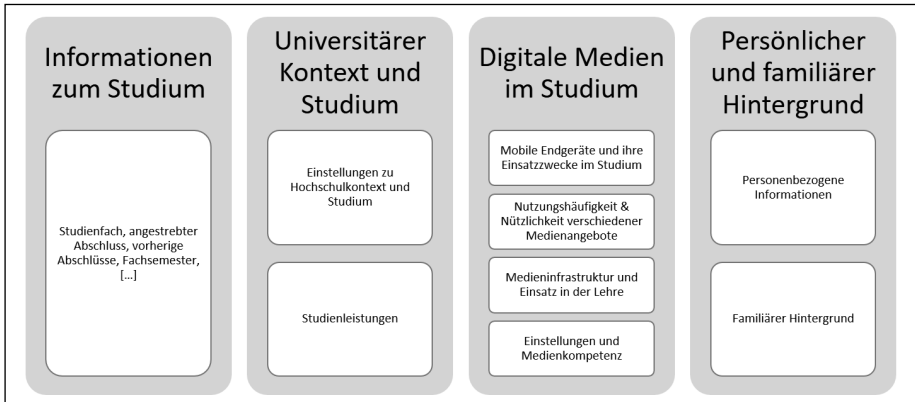 Informationen
zum Studium
Studienfach, angestrebter
Abschluss, vorherige
Abschlüsse, Fachsemester,
[...]
Universitärer
Kontext und
Studium
Einstellungen zu
Hochschulkontext und
Studium
Studienleistungen
Digitale Medien
im Studium
Mobile Endgeräte und ihre
Einsatzzwecke im Studium
Nutzungshäufigkeit &
Nützlichkeit verschiedener
Medienangebote
Medieninfrastruktur und
Einsatz in der Lehre
Einstellungen und
Medienkompetenz
Persönlicher
und familiärer
Hintergrund
Personenbezogene
Informationen
Familiärer Hintergrund